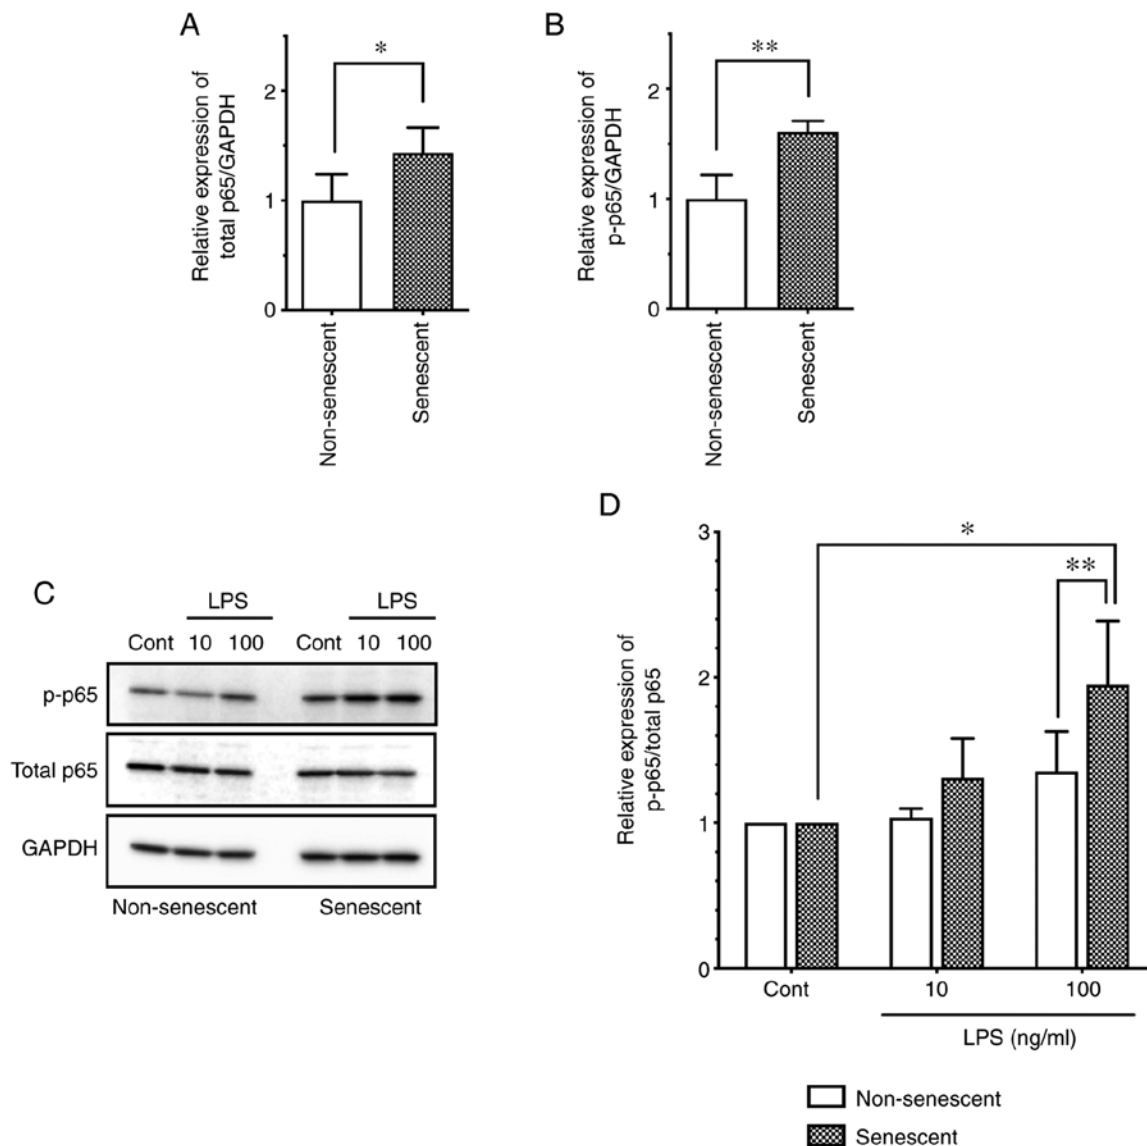 A
Relative expression of
total p65/GAPDH
2
1
0
*
Non-senescent
Senescent
B
Relative expression of
p-p65/GAPDH
2
1
0
**
Non-senescent
Senescent
C
LPS LPS
Cont 10 100 Cont 10 100
p-p65
Total p65
GAPDH
Non-senescent Senescent
D
Relative expression of
p-p65/total p65
3
2
1
0
*
**
Cont 10 100
LPS (ng/ml)
Non-senescent
Senescent